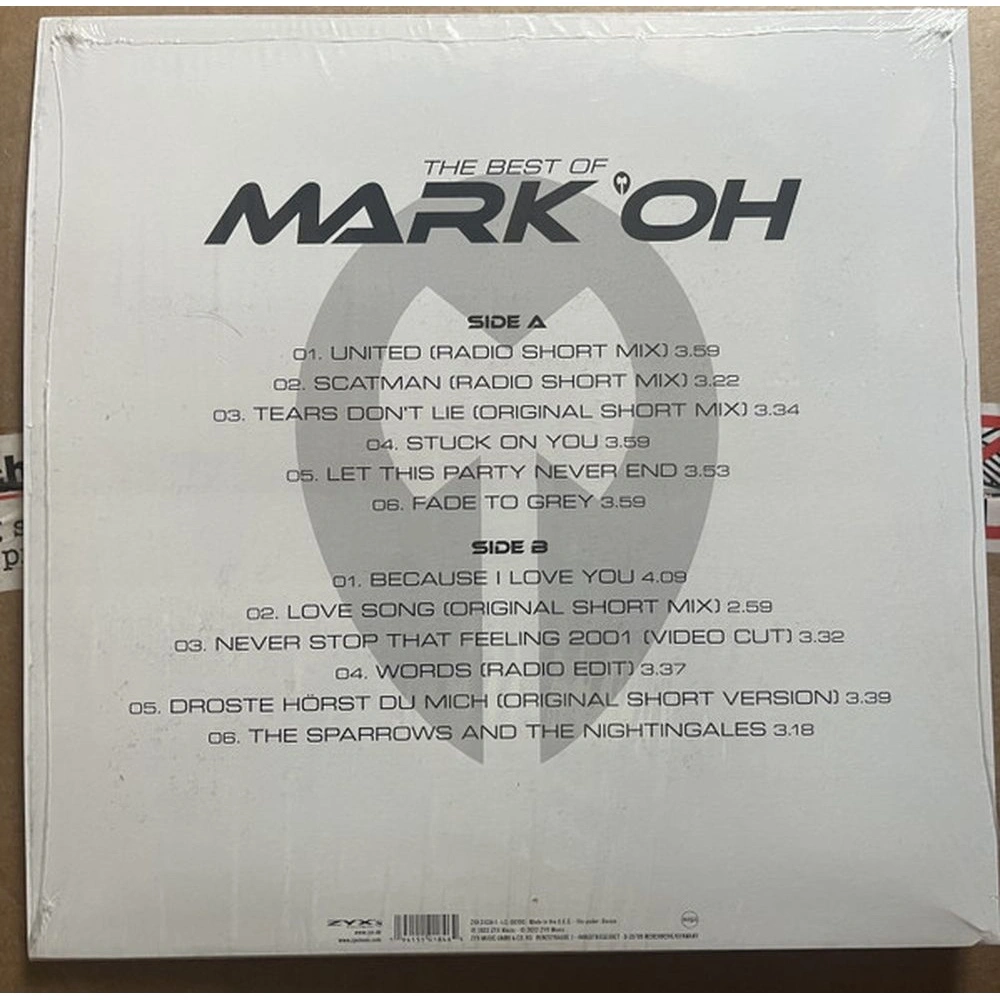 THE BEST OF
MARK 'OH
SIDE A
01. UNITED (RADIO SHORT MIX) 3.59
02. SCATMAN (RADIO SHORT MIX) 3.22
03. TEARS DON'T LIE (ORIGINAL SHORT MIX) 3.34
04. STUCK ON YOU 3.59
05. LET THIS PARTY NEVER END 3.53
06. FADE TO GREY 3.59
SIDE B
01. BECAUSE I LOVE YOU 4.09
02. LOVE SONG (ORIGINAL SHORT MIX) 2.59
03. NEVER STOP THAT FEELING 2001 (VIDEO CUT) 3.32
04. WORDS (RADIO EDIT) 3.37
05. DROSTE HÖRST DU MICH (ORIGINAL SHORT VERSION) 3.39
06. THE SPARROWS AND THE NIGHTINGALES 3.18
ZYX
www.zyx.de